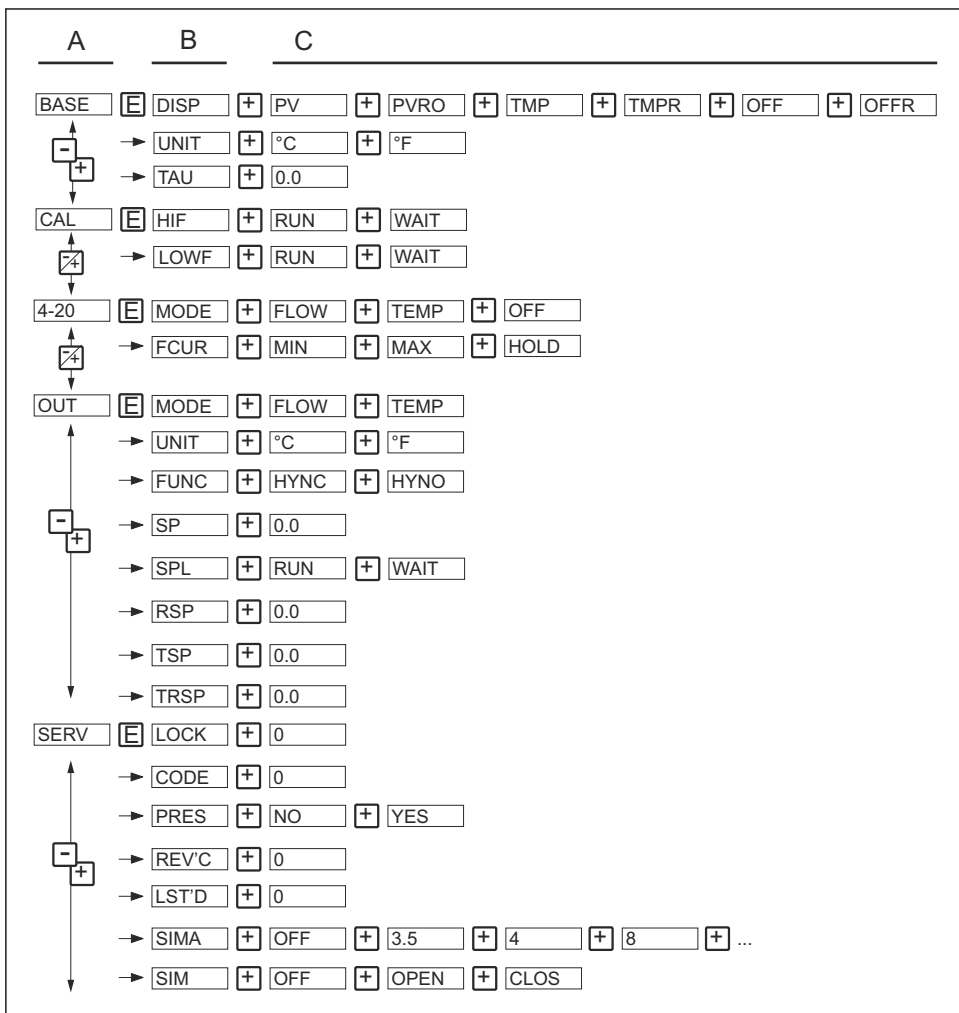 A B C
BASE E DISP + PV + PVRO + TMP + TMPR + OFF + OFFR
- UNIT + °C + °F
+ TAU + 0.0
CAL E HIF + RUN + WAIT
-/+ LOWF + RUN + WAIT
4-20 E MODE + FLOW + TEMP + OFF
-/+ FCUR + MIN + MAX + HOLD
OUT E MODE + FLOW + TEMP
UNIT + °C + °F
FUNC + HYNC + HYNO
- SP + 0.0
+
SPL + RUN + WAIT
RSP + 0.0
TSP + 0.0
TRSP + 0.0
SERV E LOCK + 0
CODE + 0
PRES + NO + YES
- REV'C + 0
+
LST'D + 0
SIMA + OFF + 3.5 + 4 + 8 + ...
SIM + OFF + OPEN + CLOS